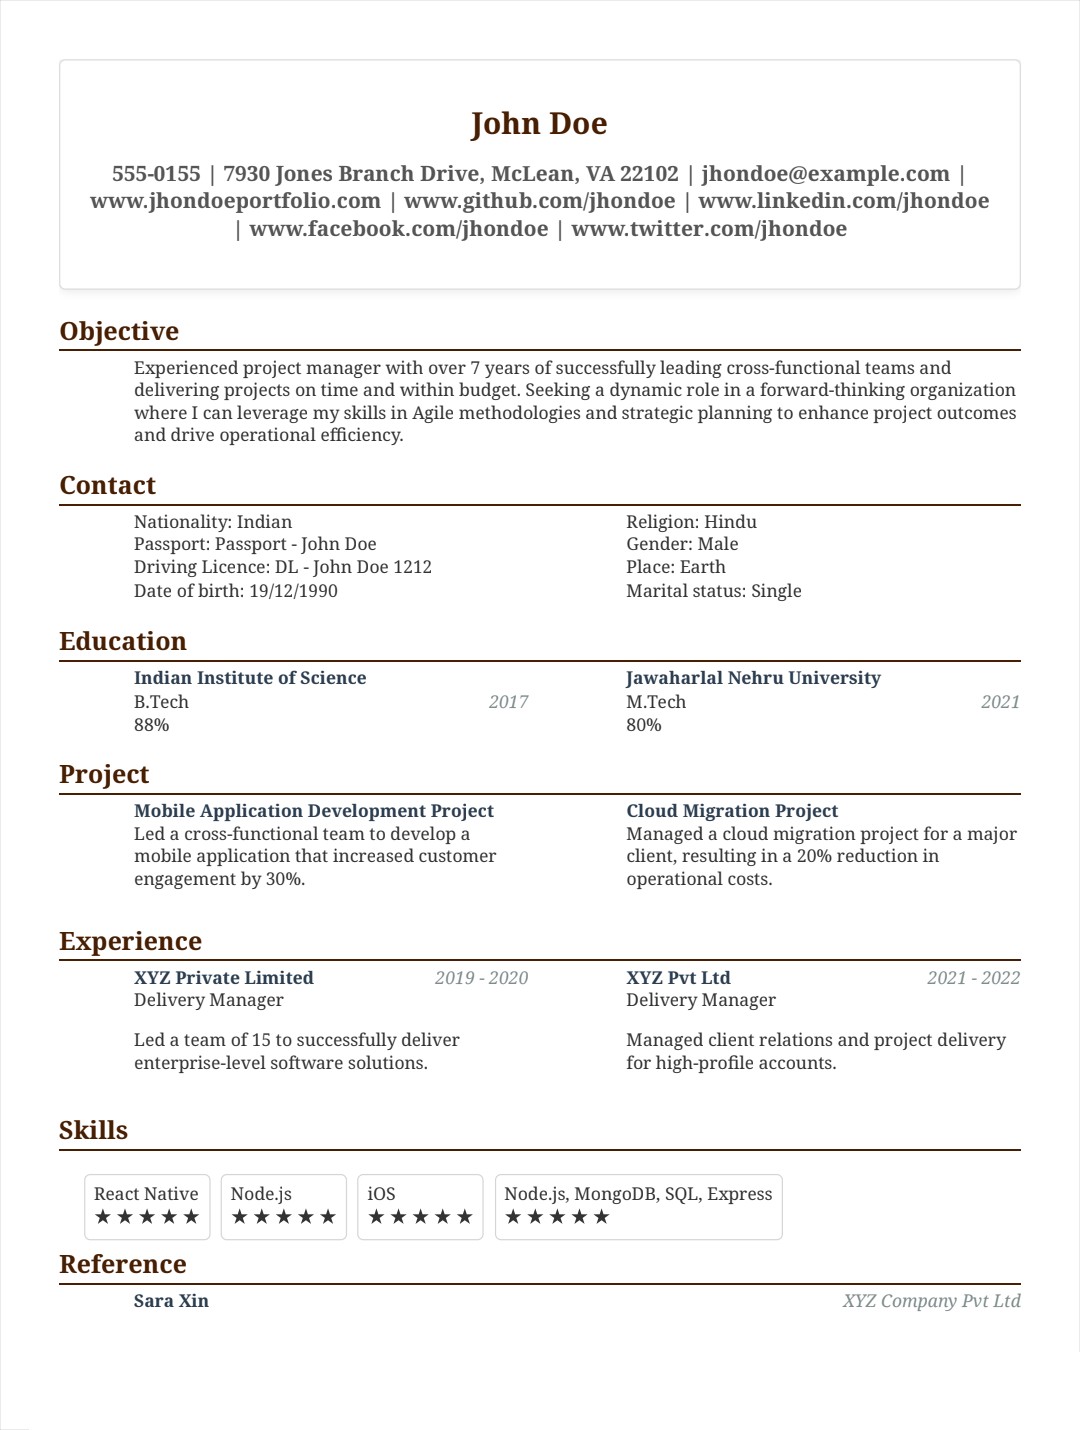 John Doe
555-0155 | 7930 Jones Branch Drive, McLean, VA 22102 | jhondoe@example.com |
www.jhondoeportfolio.com | www.github.com/jhondoe | www.linkedin.com/jhondoe
| www.facebook.com/jhondoe | www.twitter.com/jhondoe
Objective
Experienced project manager with over 7 years of successfully leading cross-functional teams and
delivering projects on time and within budget. Seeking a dynamic role in a forward-thinking organization
where I can leverage my skills in Agile methodologies and strategic planning to enhance project outcomes
and drive operational efficiency.
Contact
Nationality: Indian
Passport: Passport - John Doe
Driving Licence: DL - John Doe 1212
Date of birth: 19/12/1990
Religion: Hindu
Gender: Male
Place: Earth
Marital status: Single
Education
Indian Institute of Science
B.Tech 2017
88%
Jawaharlal Nehru University
M.Tech 2021
80%
Project
Mobile Application Development Project
Led a cross-functional team to develop a
mobile application that increased customer
engagement by 30%.
Cloud Migration Project
Managed a cloud migration project for a major
client, resulting in a 20% reduction in
operational costs.
Experience
XYZ Private Limited 2019 - 2020
Delivery Manager
Led a team of 15 to successfully deliver
enterprise-level software solutions.
XYZ Pvt Ltd 2021 - 2022
Delivery Manager
Managed client relations and project delivery
for high-profile accounts.
Skills
React Native
★★★★★
Node.js
★★★★★
iOS
★★★★★
Node.js, MongoDB, SQL, Express
★★★★★
Reference
Sara Xin XYZ Company Pvt Ltd